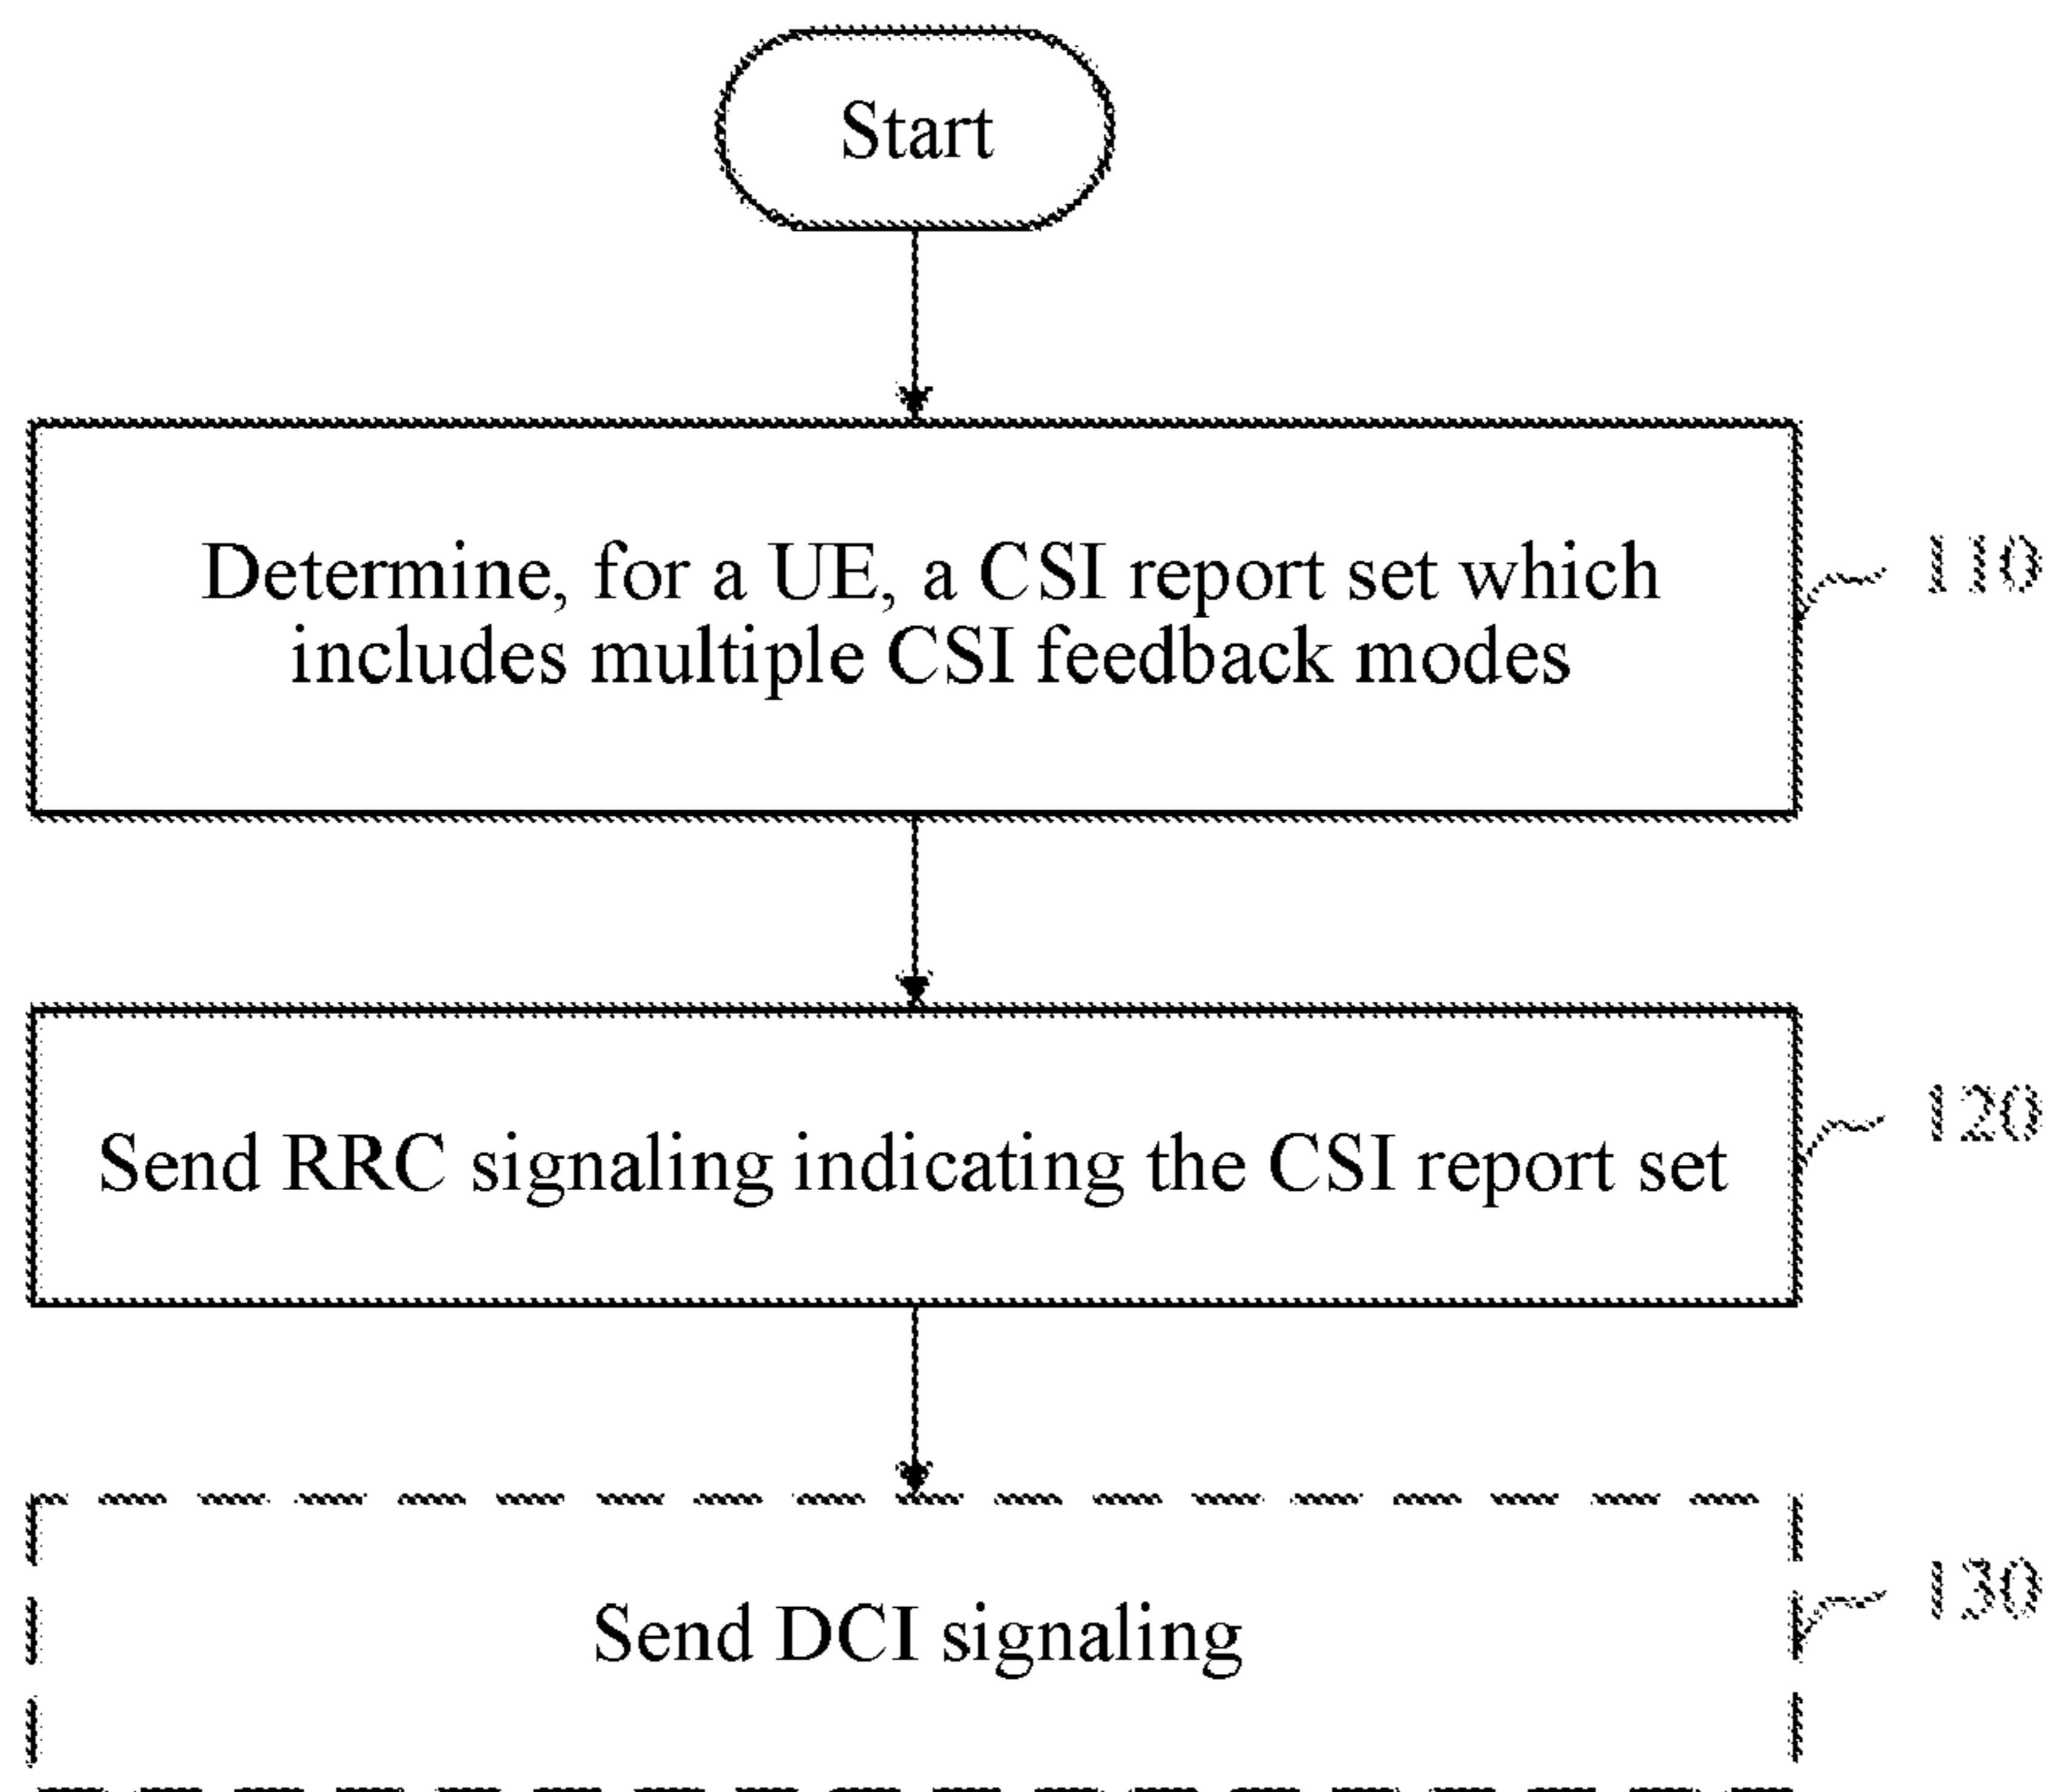 Start
Determine, for a UE, a CSI report set which
includes multiple CSI feedback modes
110
Send RRC signaling indicating the CSI report set
120
Send DCI signaling
130